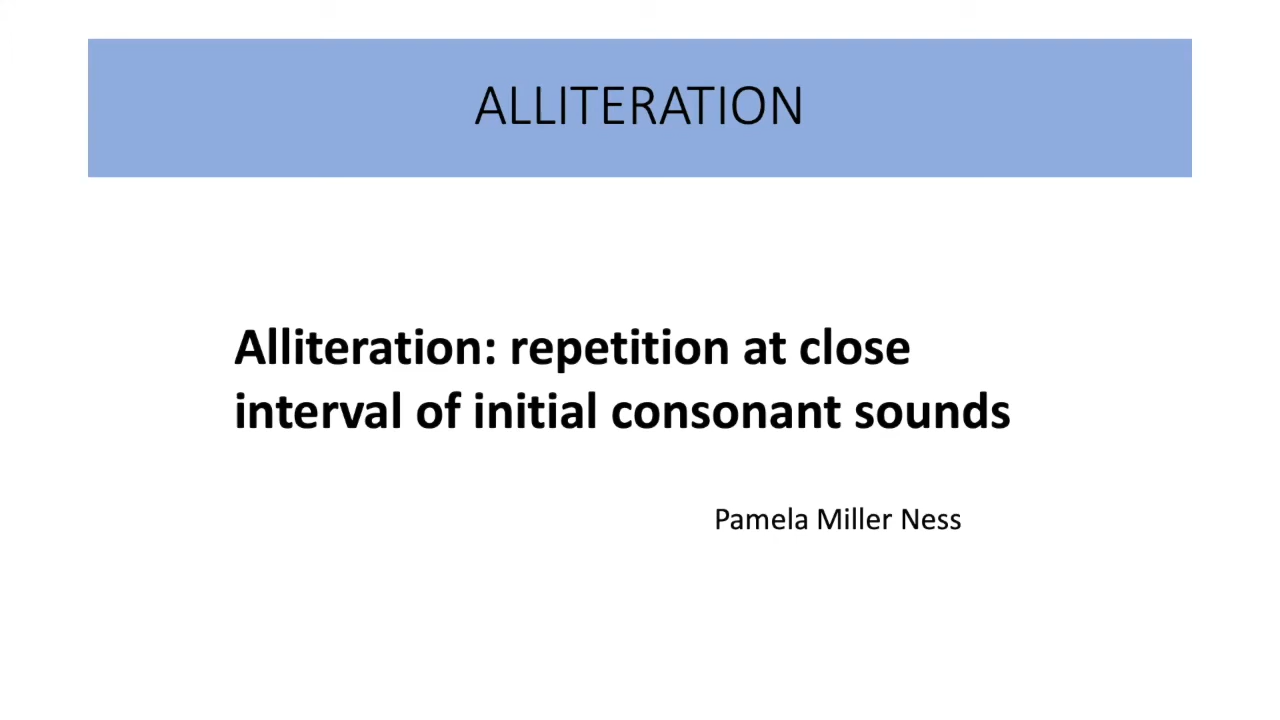 ALLITERATION
Alliteration: repetition at close
interval of initial consonant sounds
Pamela Miller Ness